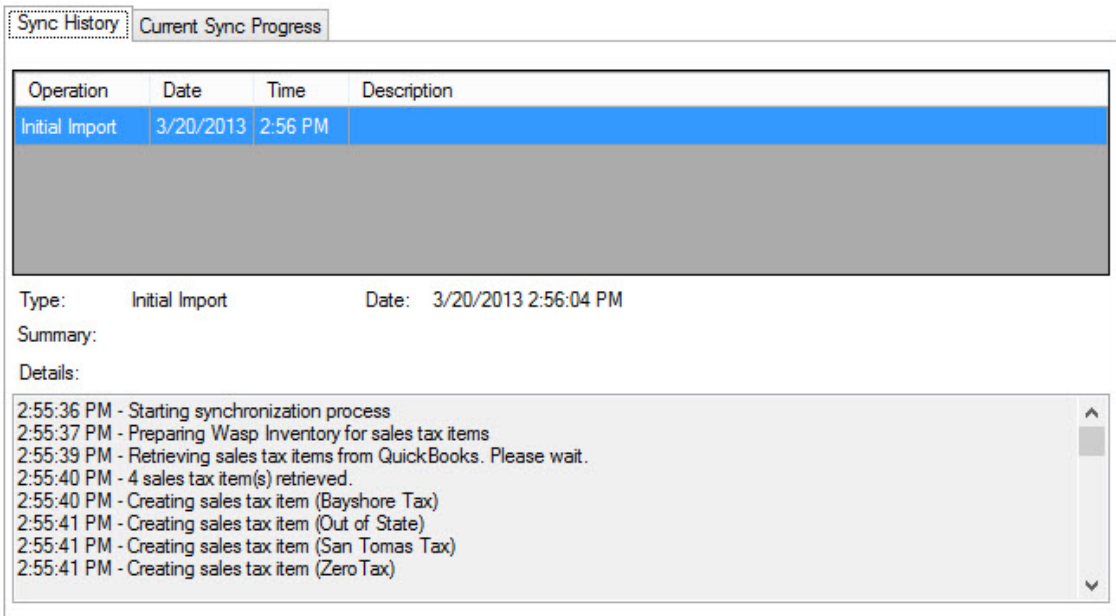 Sync History Current Sync Progress
Operation Date Time Description
Initial Import 3/20/2013 2:56 PM
Type: Initial Import Date: 3/20/2013 2:56:04 PM
Summary:
Details:
2:55:36 PM - Starting synchronization process
2:55:37 PM - Preparing Wasp Inventory for sales tax items
2:55:39 PM - Retrieving sales tax items from QuickBooks. Please wait.
2:55:40 PM - 4 sales tax item(s) retrieved.
2:55:40 PM - Creating sales tax item (Bayshore Tax)
2:55:41 PM - Creating sales tax item (Out of State)
2:55:41 PM - Creating sales tax item (San Tomas Tax)
2:55:41 PM - Creating sales tax item (ZeroTax)